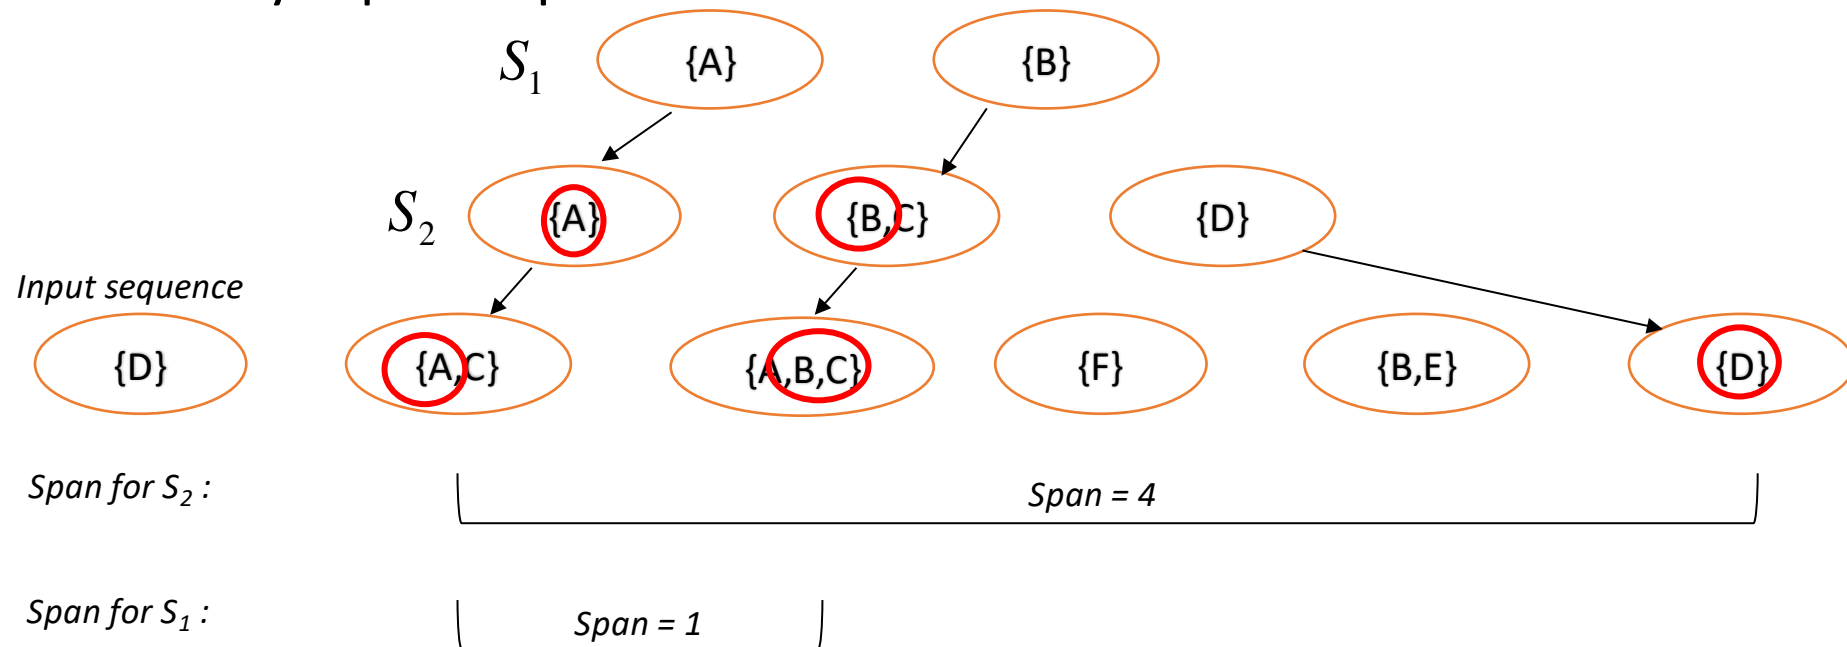 S1 {A} {B}
S2 {A} {B,C} {D}
Input sequence
{D} {A,C} {A,B,C} {F} {B,E} {D}
Span for S2 : Span = 4
Span for S1 : Span = 1